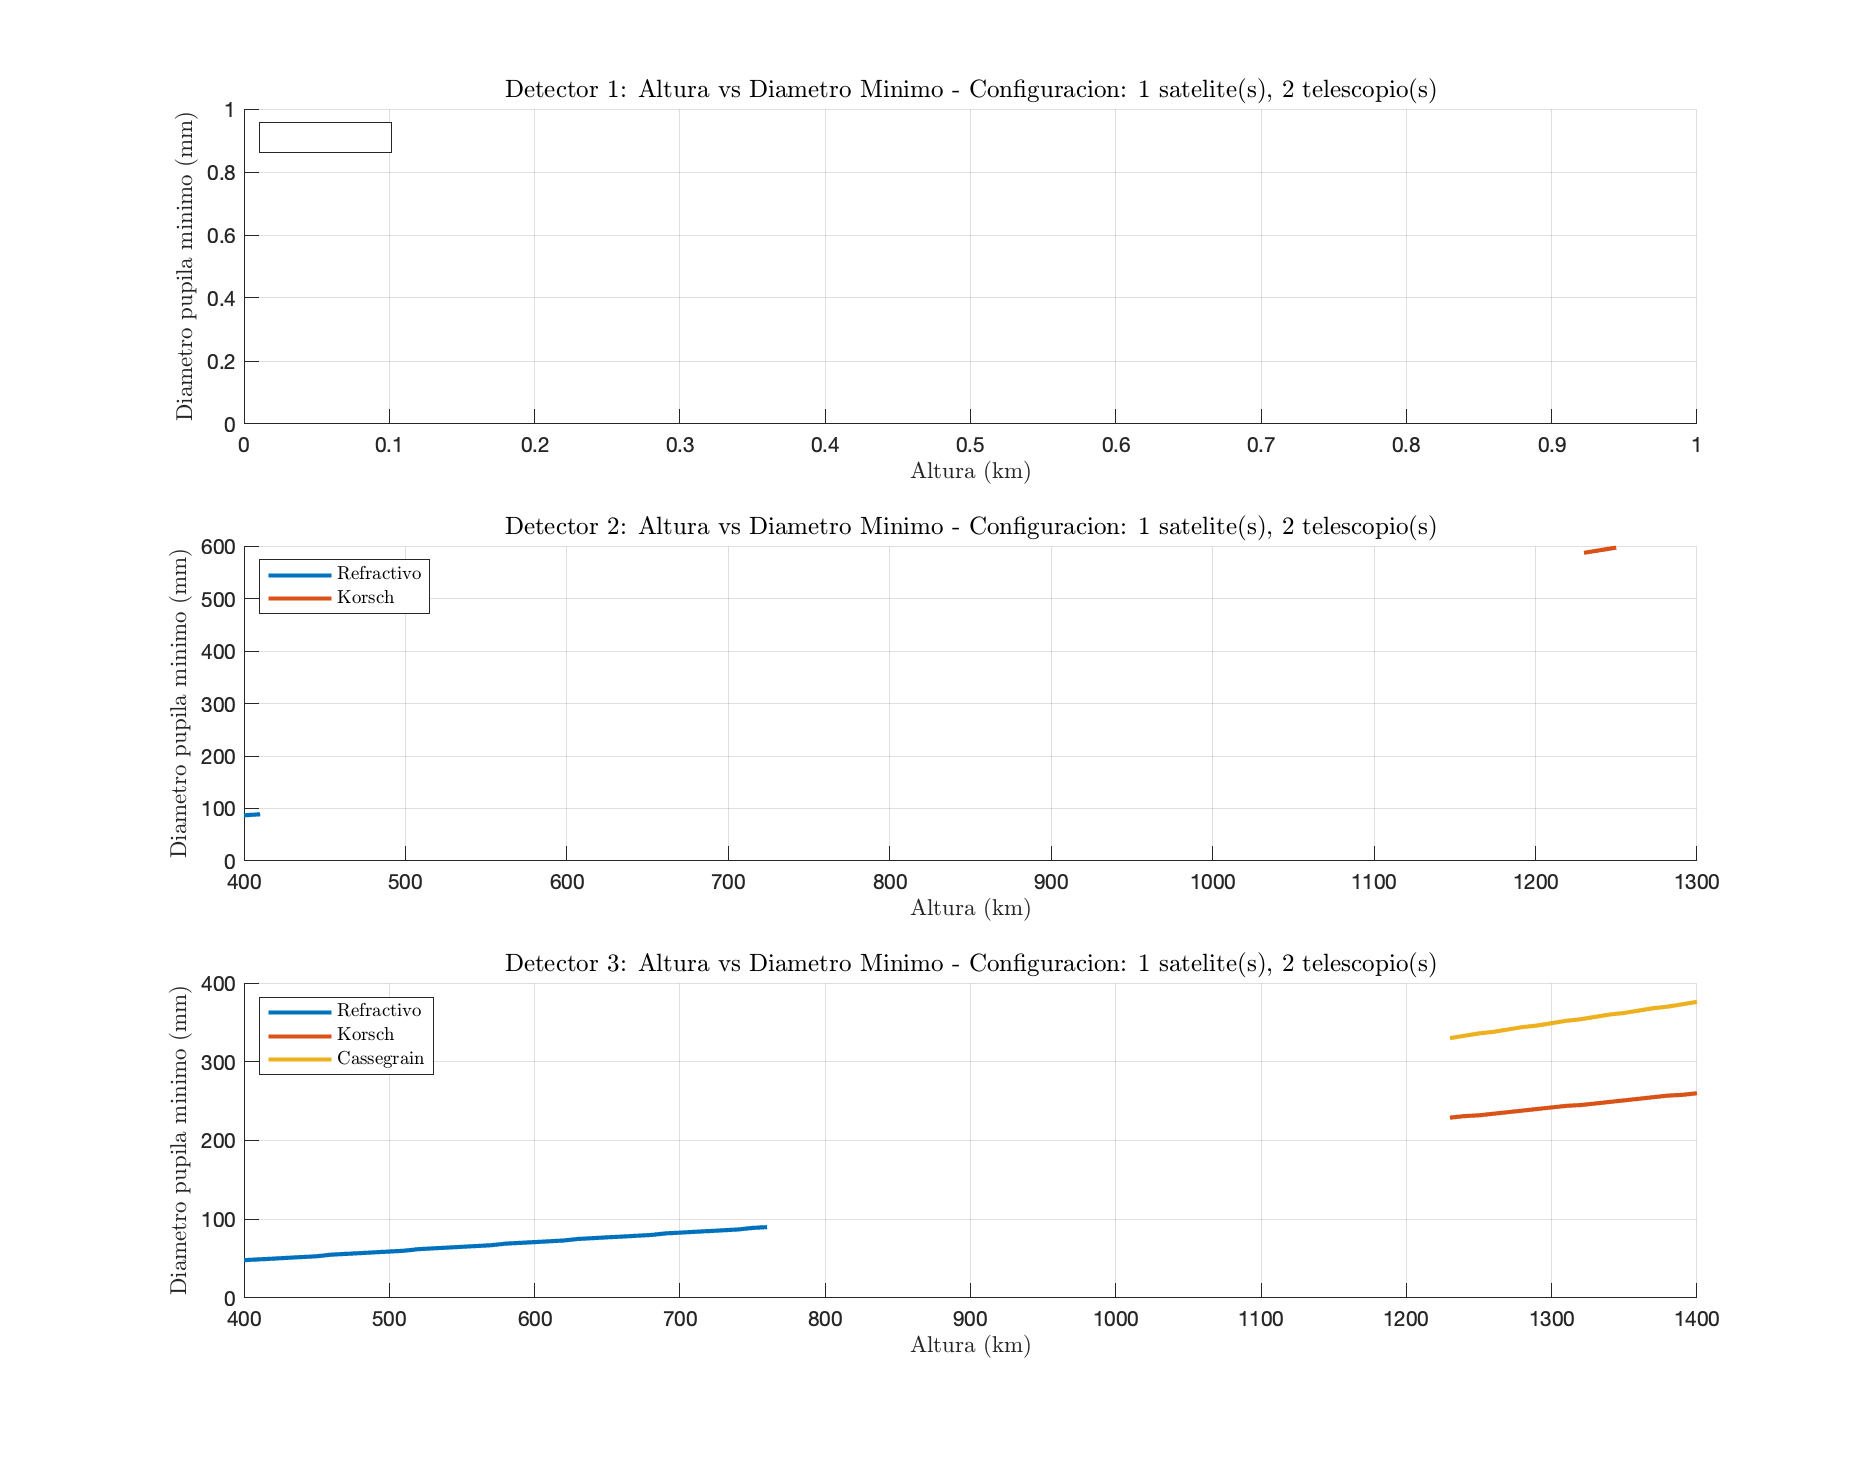 Detector 1: Altura vs Diametro Minimo - Configuracion: 1 satelite(s), 2 telescopio(s)
Diametro pupila minimo (mm)
1
0.8
0.6
0.4
0.2
0
0 0.1 0.2 0.3 0.4 0.5 0.6 0.7 0.8 0.9 1
Altura (km)
Detector 2: Altura vs Diametro Minimo - Configuracion: 1 satelite(s), 2 telescopio(s)
Diametro pupila minimo (mm)
600
500
400
300
200
100
0
Refractivo
Korsch
400 500 600 700 800 900 1000 1100 1200 1300
Altura (km)
Detector 3: Altura vs Diametro Minimo - Configuracion: 1 satelite(s), 2 telescopio(s)
Diametro pupila minimo (mm)
400
300
200
100
0
Refractivo
Korsch
Cassegrain
400 500 600 700 800 900 1000 1100 1200 1300 1400
Altura (km)